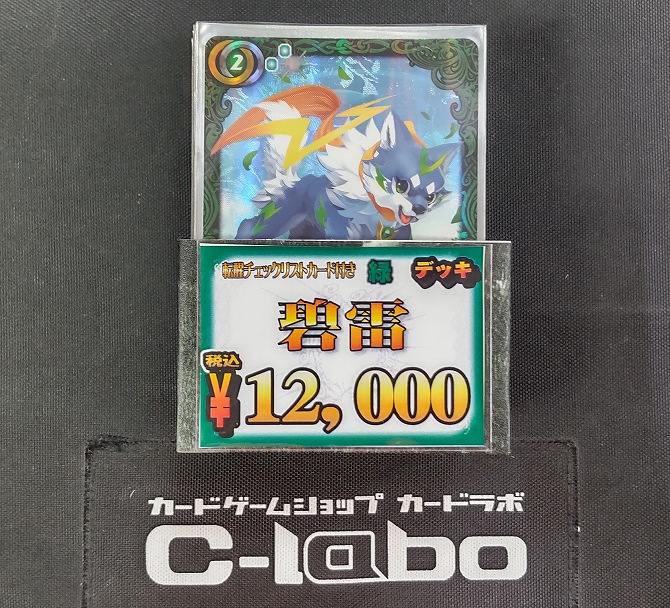 2
転醒チェックリストカード付き 緑 デッキ
碧雷
税込
¥12,000
カードゲームショップ カードラボ
C-labo